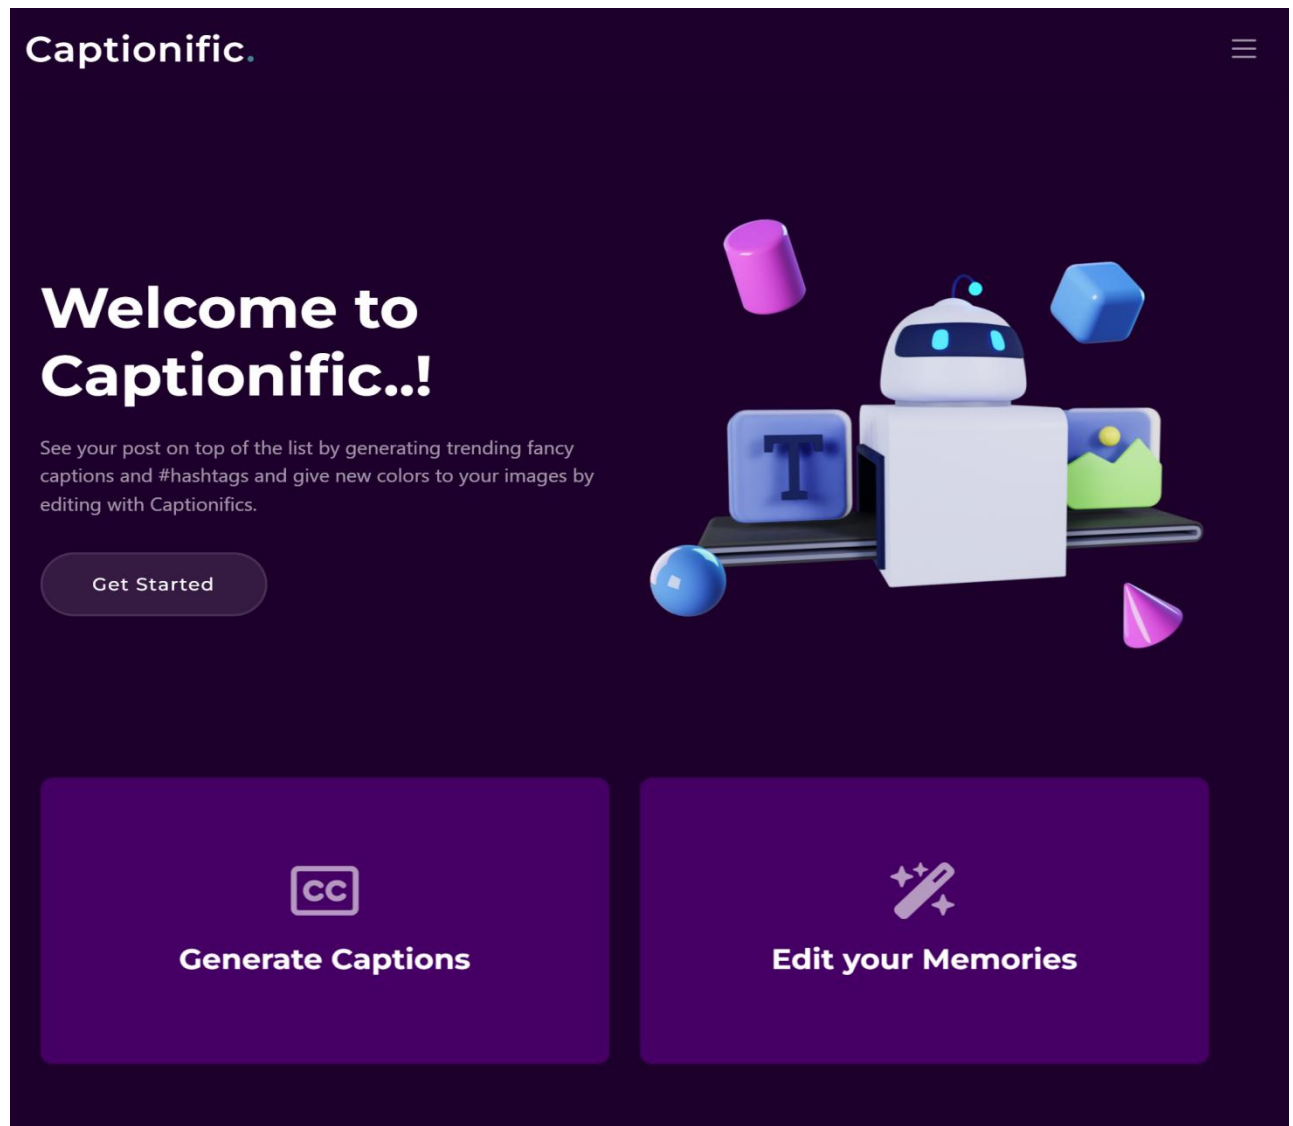 Captionific.
Welcome to
Captionific..!
See your post on top of the list by generating trending fancy
captions and #hashtags and give new colors to your images by
editing with Captionifics.
Get Started
T
CC
Generate Captions
Edit your Memories